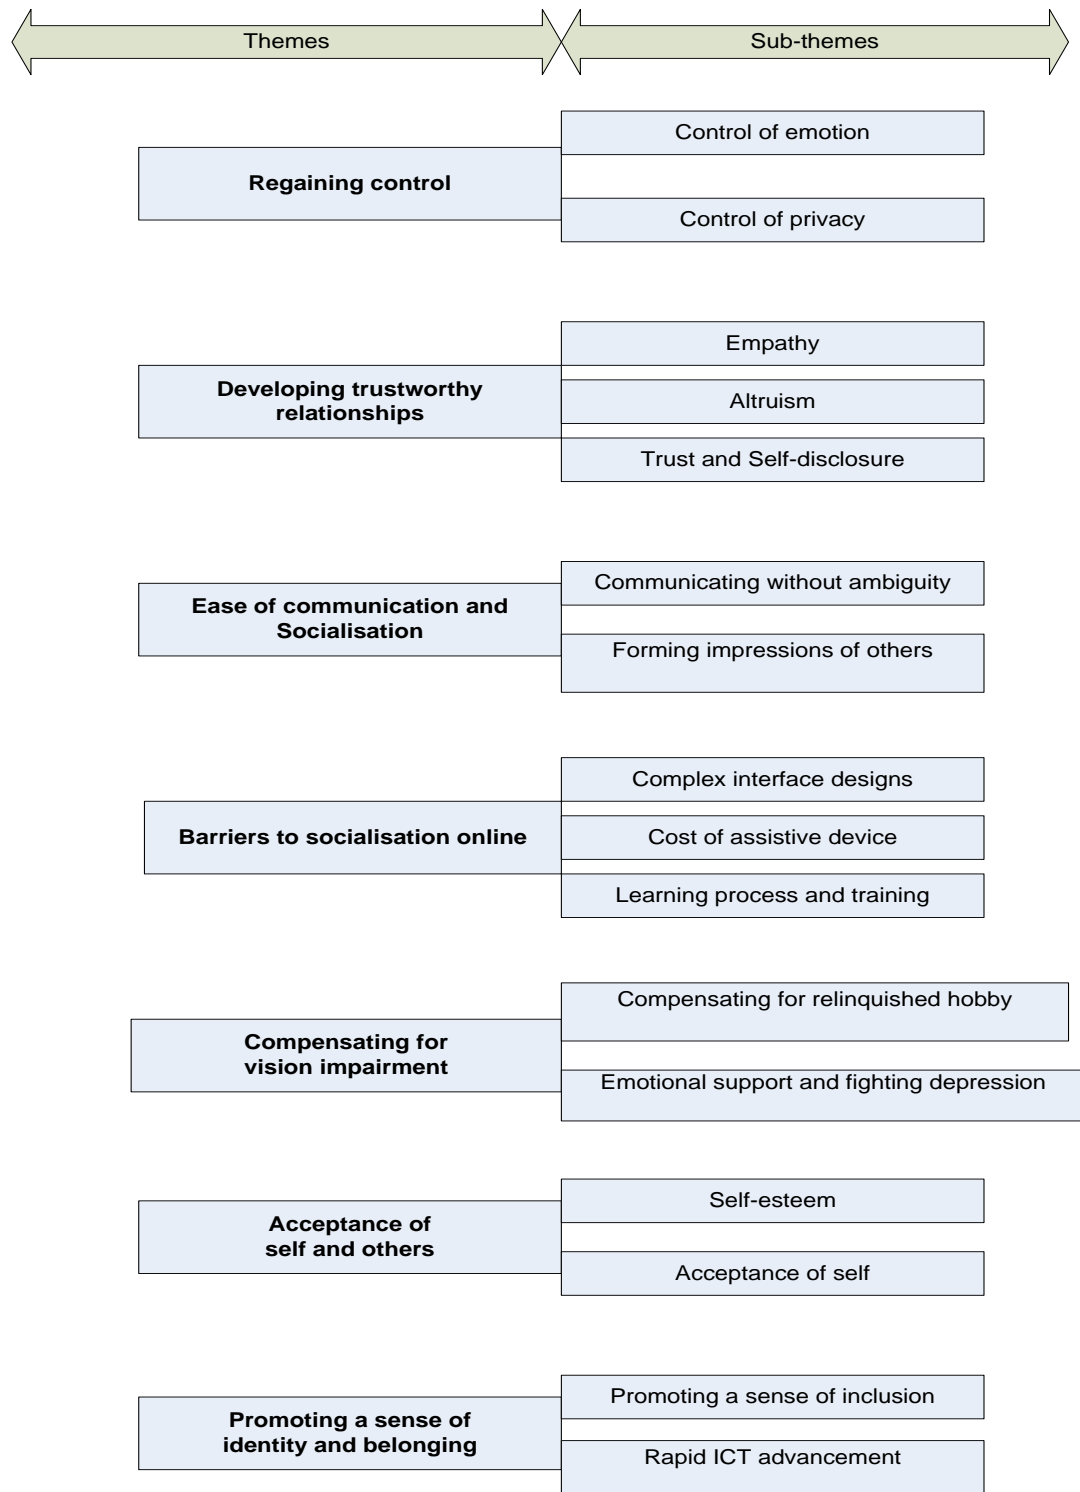 Themes
Sub-themes
Regaining control
Control of emotion
Control of privacy
Developing trustworthy
relationships
Empathy
Altruism
Trust and Self-disclosure
Ease of communication and
Socialisation
Communicating without ambiguity
Forming impressions of others
Barriers to socialisation online
Complex interface designs
Cost of assistive device
Learning process and training
Compensating for
vision impairment
Compensating for relinquished hobby
Emotional support and fighting depression
Acceptance of
self and others
Self-esteem
Acceptance of self
Promoting a sense of
identity and belonging
Promoting a sense of inclusion
Rapid ICT advancement